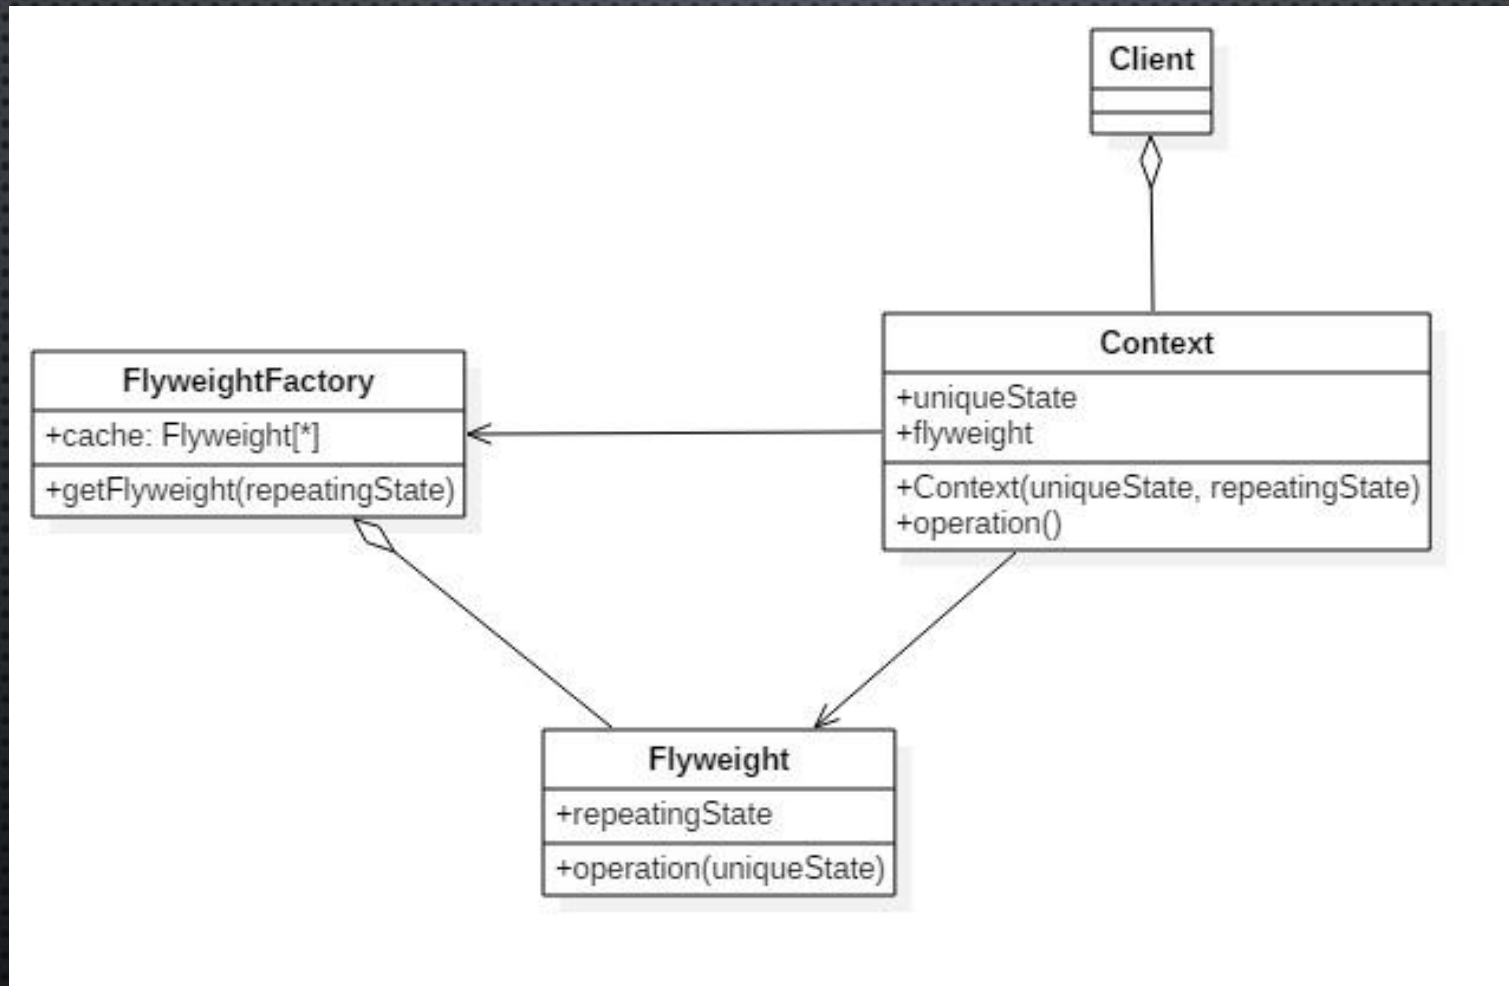 Client
Context
+uniqueState
+flyweight
+Context(uniqueState, repeatingState)
+operation()
FlyweightFactory
+cache: Flyweight[*]
+getFlyweight(repeatingState)
Flyweight
+repeatingState
+operation(uniqueState)